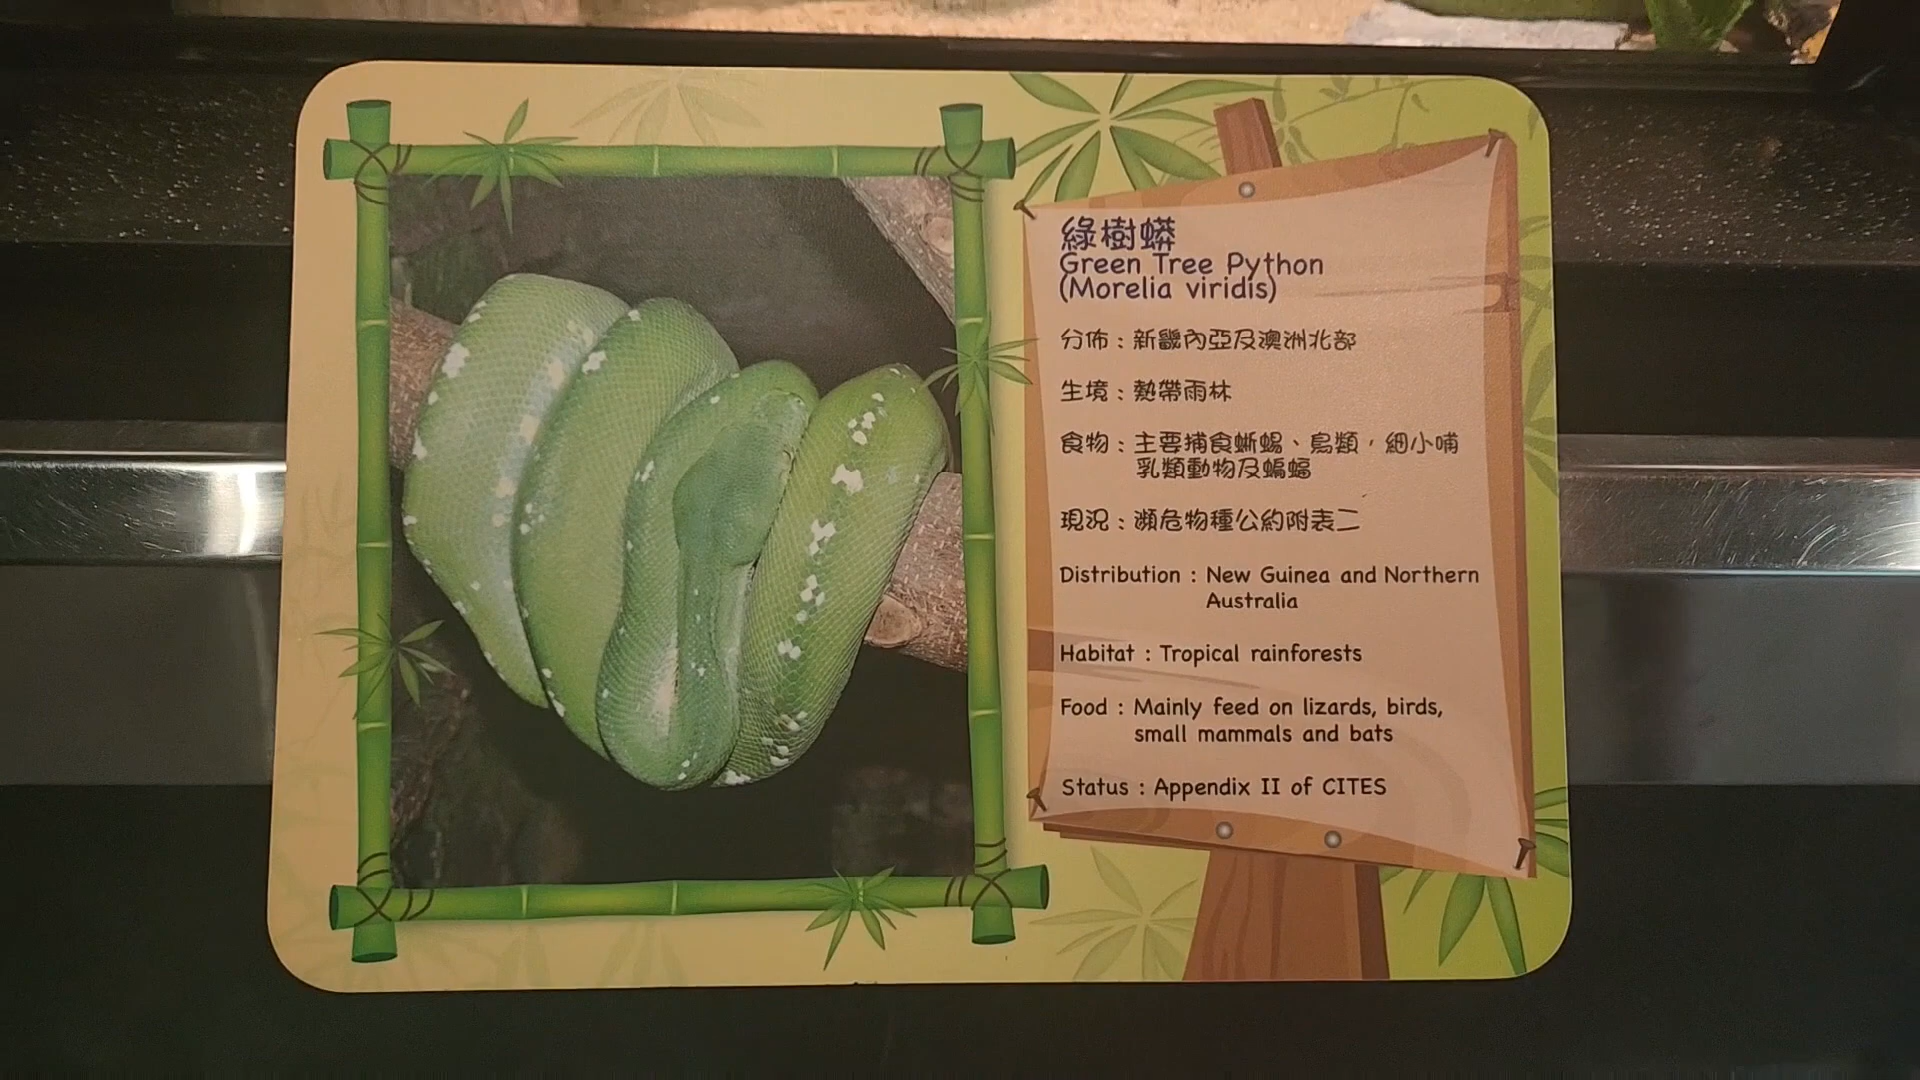 綠樹蟒
Green Tree Python
(Morelia viridis)
分佈：新畿內亞及澳洲北部
生境：熱帶雨林
食物：主要捕食蜥蜴、鳥類，細小哺
乳類動物及蝙蝠
現況：瀕危物種公約附表二
Distribution : New Guinea and Northern
Australia
Habitat : Tropical rainforests
Food : Mainly feed on lizards, birds,
small mammals and bats
Status : Appendix II of CITES